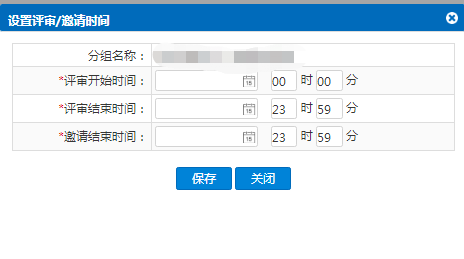 设置评审/邀请时间
分组名称：
*评审开始时间： 00 时 00 分
*评审结束时间： 23 时 59 分
*邀请结束时间： 23 时 59 分
保存 关闭